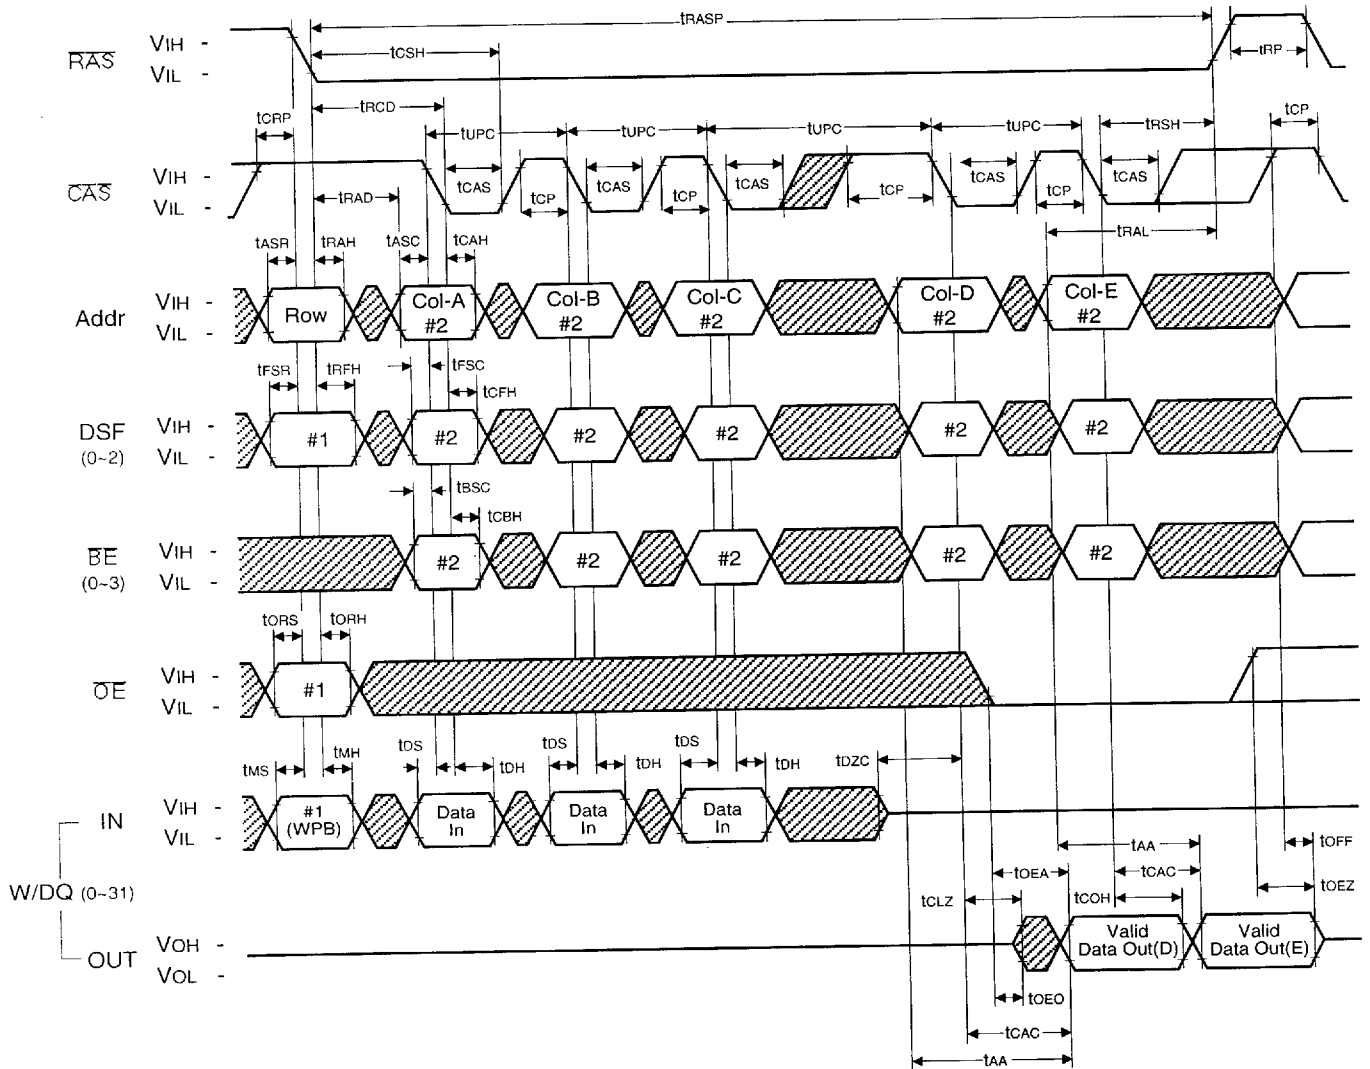 tRASP
RAS VIH -
VIL -
tCSH
tRP
tCRP
tRCD
tUPC tUPC tUPC tUPC
tRSH
tCP
CAS VIH -
VIL -
tRAD
tCAS tCP tCAS tCP tCAS tCP tCAS tCP tCAS
tRAL
tASR tRAH tASC tCAH
Addr VIH -
VIL -
Row
Col-A #2
Col-B #2
Col-C #2
Col-D #2
Col-E #2
tFSR tRFH tFSC
tCFH
DSF (0~2) VIH -
VIL -
#1 #2 #2 #2 #2 #2
tBSC
tCBH
BE (0~3) VIH -
VIL -
#2 #2 #2 #2 #2
tORS tORH
OE VIH -
VIL -
#1
tMS tMH tDS tDH tDS tDH tDS tDH tDZC
IN VIH -
VIL -
#1 (WPB)
Data In
Data In
Data In
tAA tOFF
tOEA tCAC
tOEZ
tCLZ tCOH
W/DQ (0~31)
OUT VOH -
VOL -
Valid Data Out(D)
Valid Data Out(E)
tOEO
tCAC
tAA